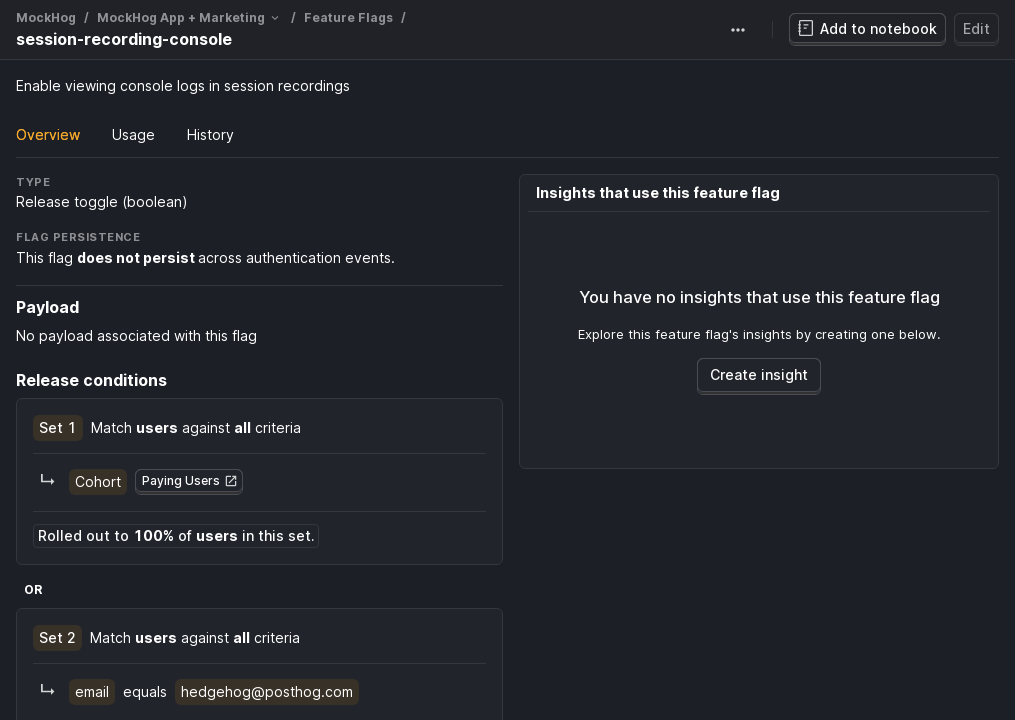 MockHog / MockHog App + Marketing / Feature Flags /
session-recording-console
Add to notebook
Edit
Enable viewing console logs in session recordings
Overview
Usage
History
TYPE
Release toggle (boolean)
FLAG PERSISTENCE
This flag does not persist across authentication events.
Payload
No payload associated with this flag
Release conditions
Set 1 Match users against all criteria
Cohort Paying Users
Rolled out to 100% of users in this set.
OR
Set 2 Match users against all criteria
email equals hedgehog@posthog.com
Insights that use this feature flag
You have no insights that use this feature flag
Explore this feature flag's insights by creating one below.
Create insight